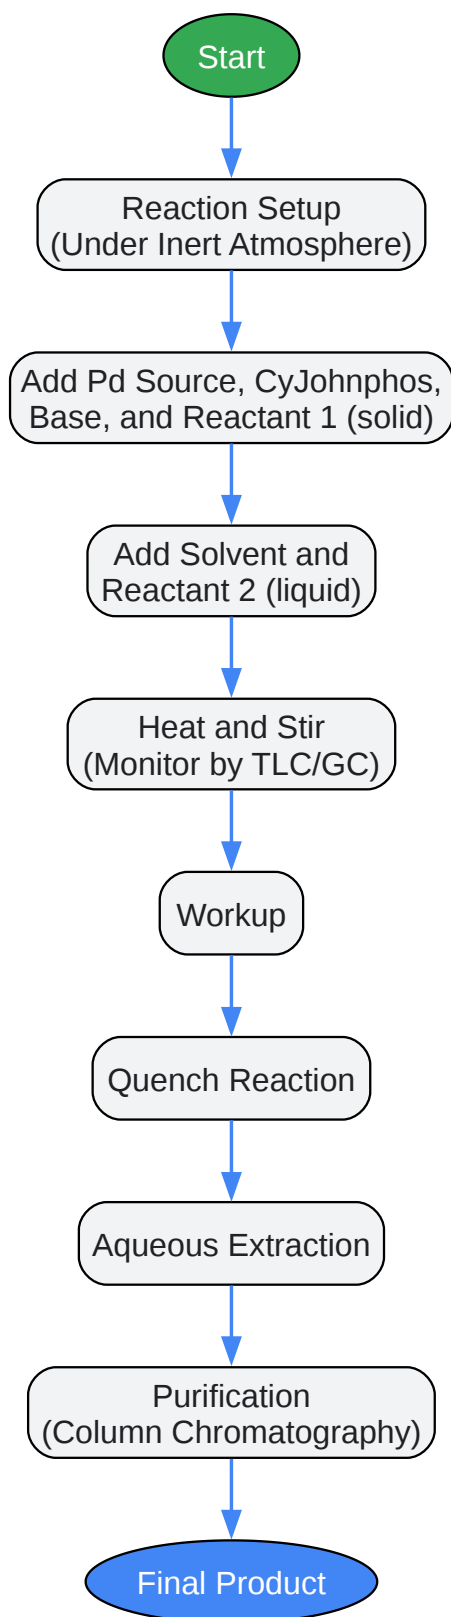 Start
Reaction Setup
(Under Inert Atmosphere)
Add Pd Source, CyJohnphos,
Base, and Reactant 1 (solid)
Add Solvent and
Reactant 2 (liquid)
Heat and Stir
(Monitor by TLC/GC)
Workup
Quench Reaction
Aqueous Extraction
Purification
(Column Chromatography)
Final Product